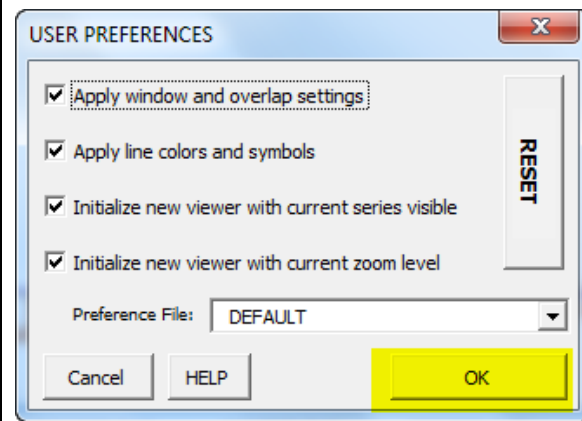 USER PREFERENCES
Apply window and overlap settings
Apply line colors and symbols
Initialize new viewer with current series visible
Initialize new viewer with current zoom level
RESET
Preference File: DEFAULT
Cancel HELP OK